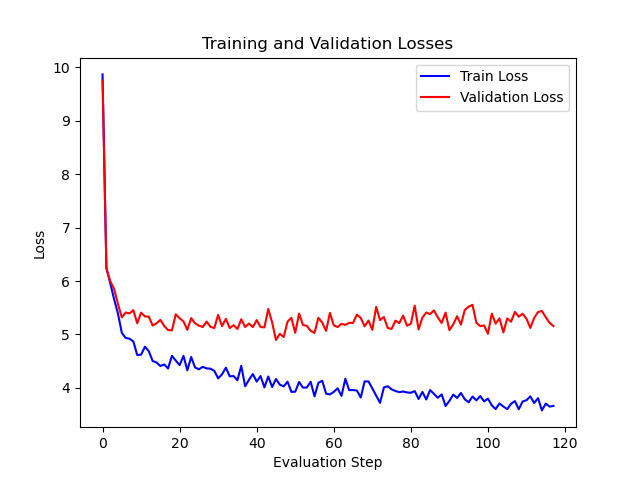 Training and Validation Losses
Train Loss
Validation Loss
Loss
10
9
8
7
6
5
4
0 20 40 60 80 100 120
Evaluation Step